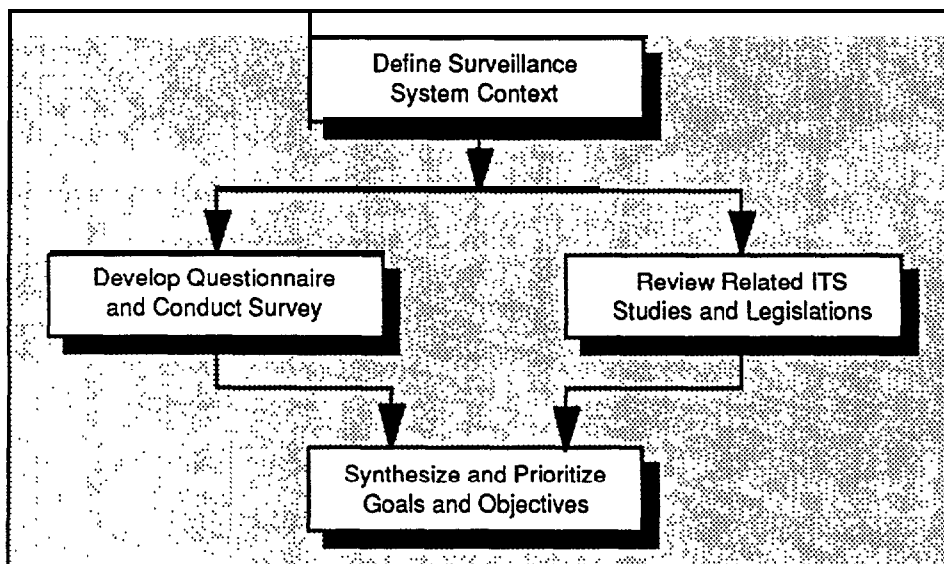 Define Surveillance
System Context
Develop Questionnaire
and Conduct Survey
Review Related ITS
Studies and Legislations
Synthesize and Prioritize
Goals and Objectives